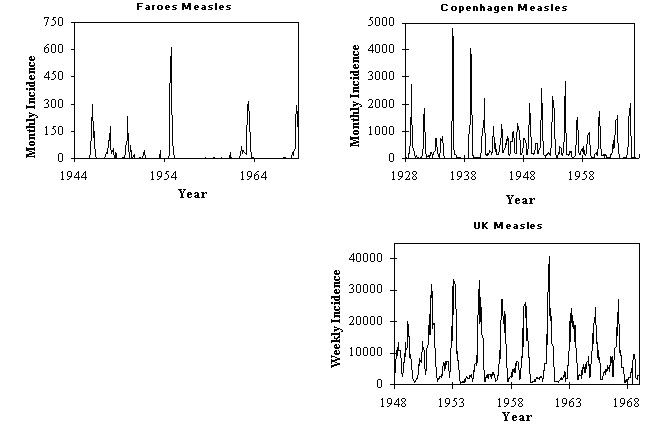 Faroes Measles
750
600
450
300
150
0
Monthly Incidence
1944 1954 1964
Year
Copenhagen Measles
5000
4000
3000
2000
1000
0
Monthly Incidence
1928 1938 1948 1958
Year
UK Measles
40000
30000
20000
10000
0
Weekly Incidence
1948 1953 1958 1963 1968
Year